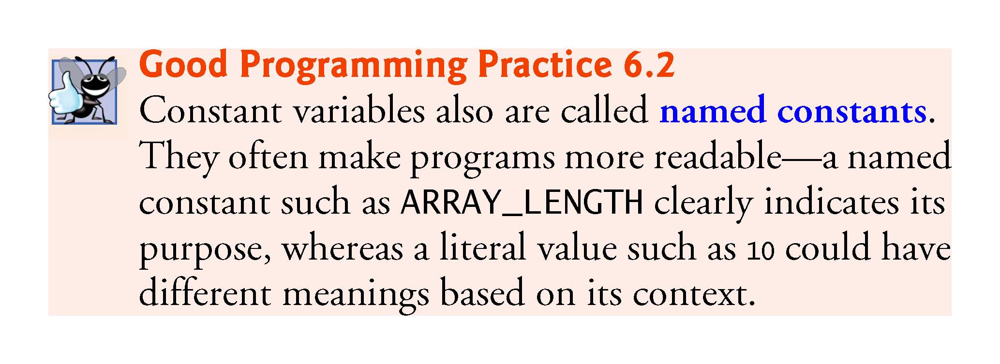 Good Programming Practice 6.2
Constant variables also are called named constants.
They often make programs more readable—a named
constant such as ARRAY_LENGTH clearly indicates its
purpose, whereas a literal value such as 10 could have
different meanings based on its context.